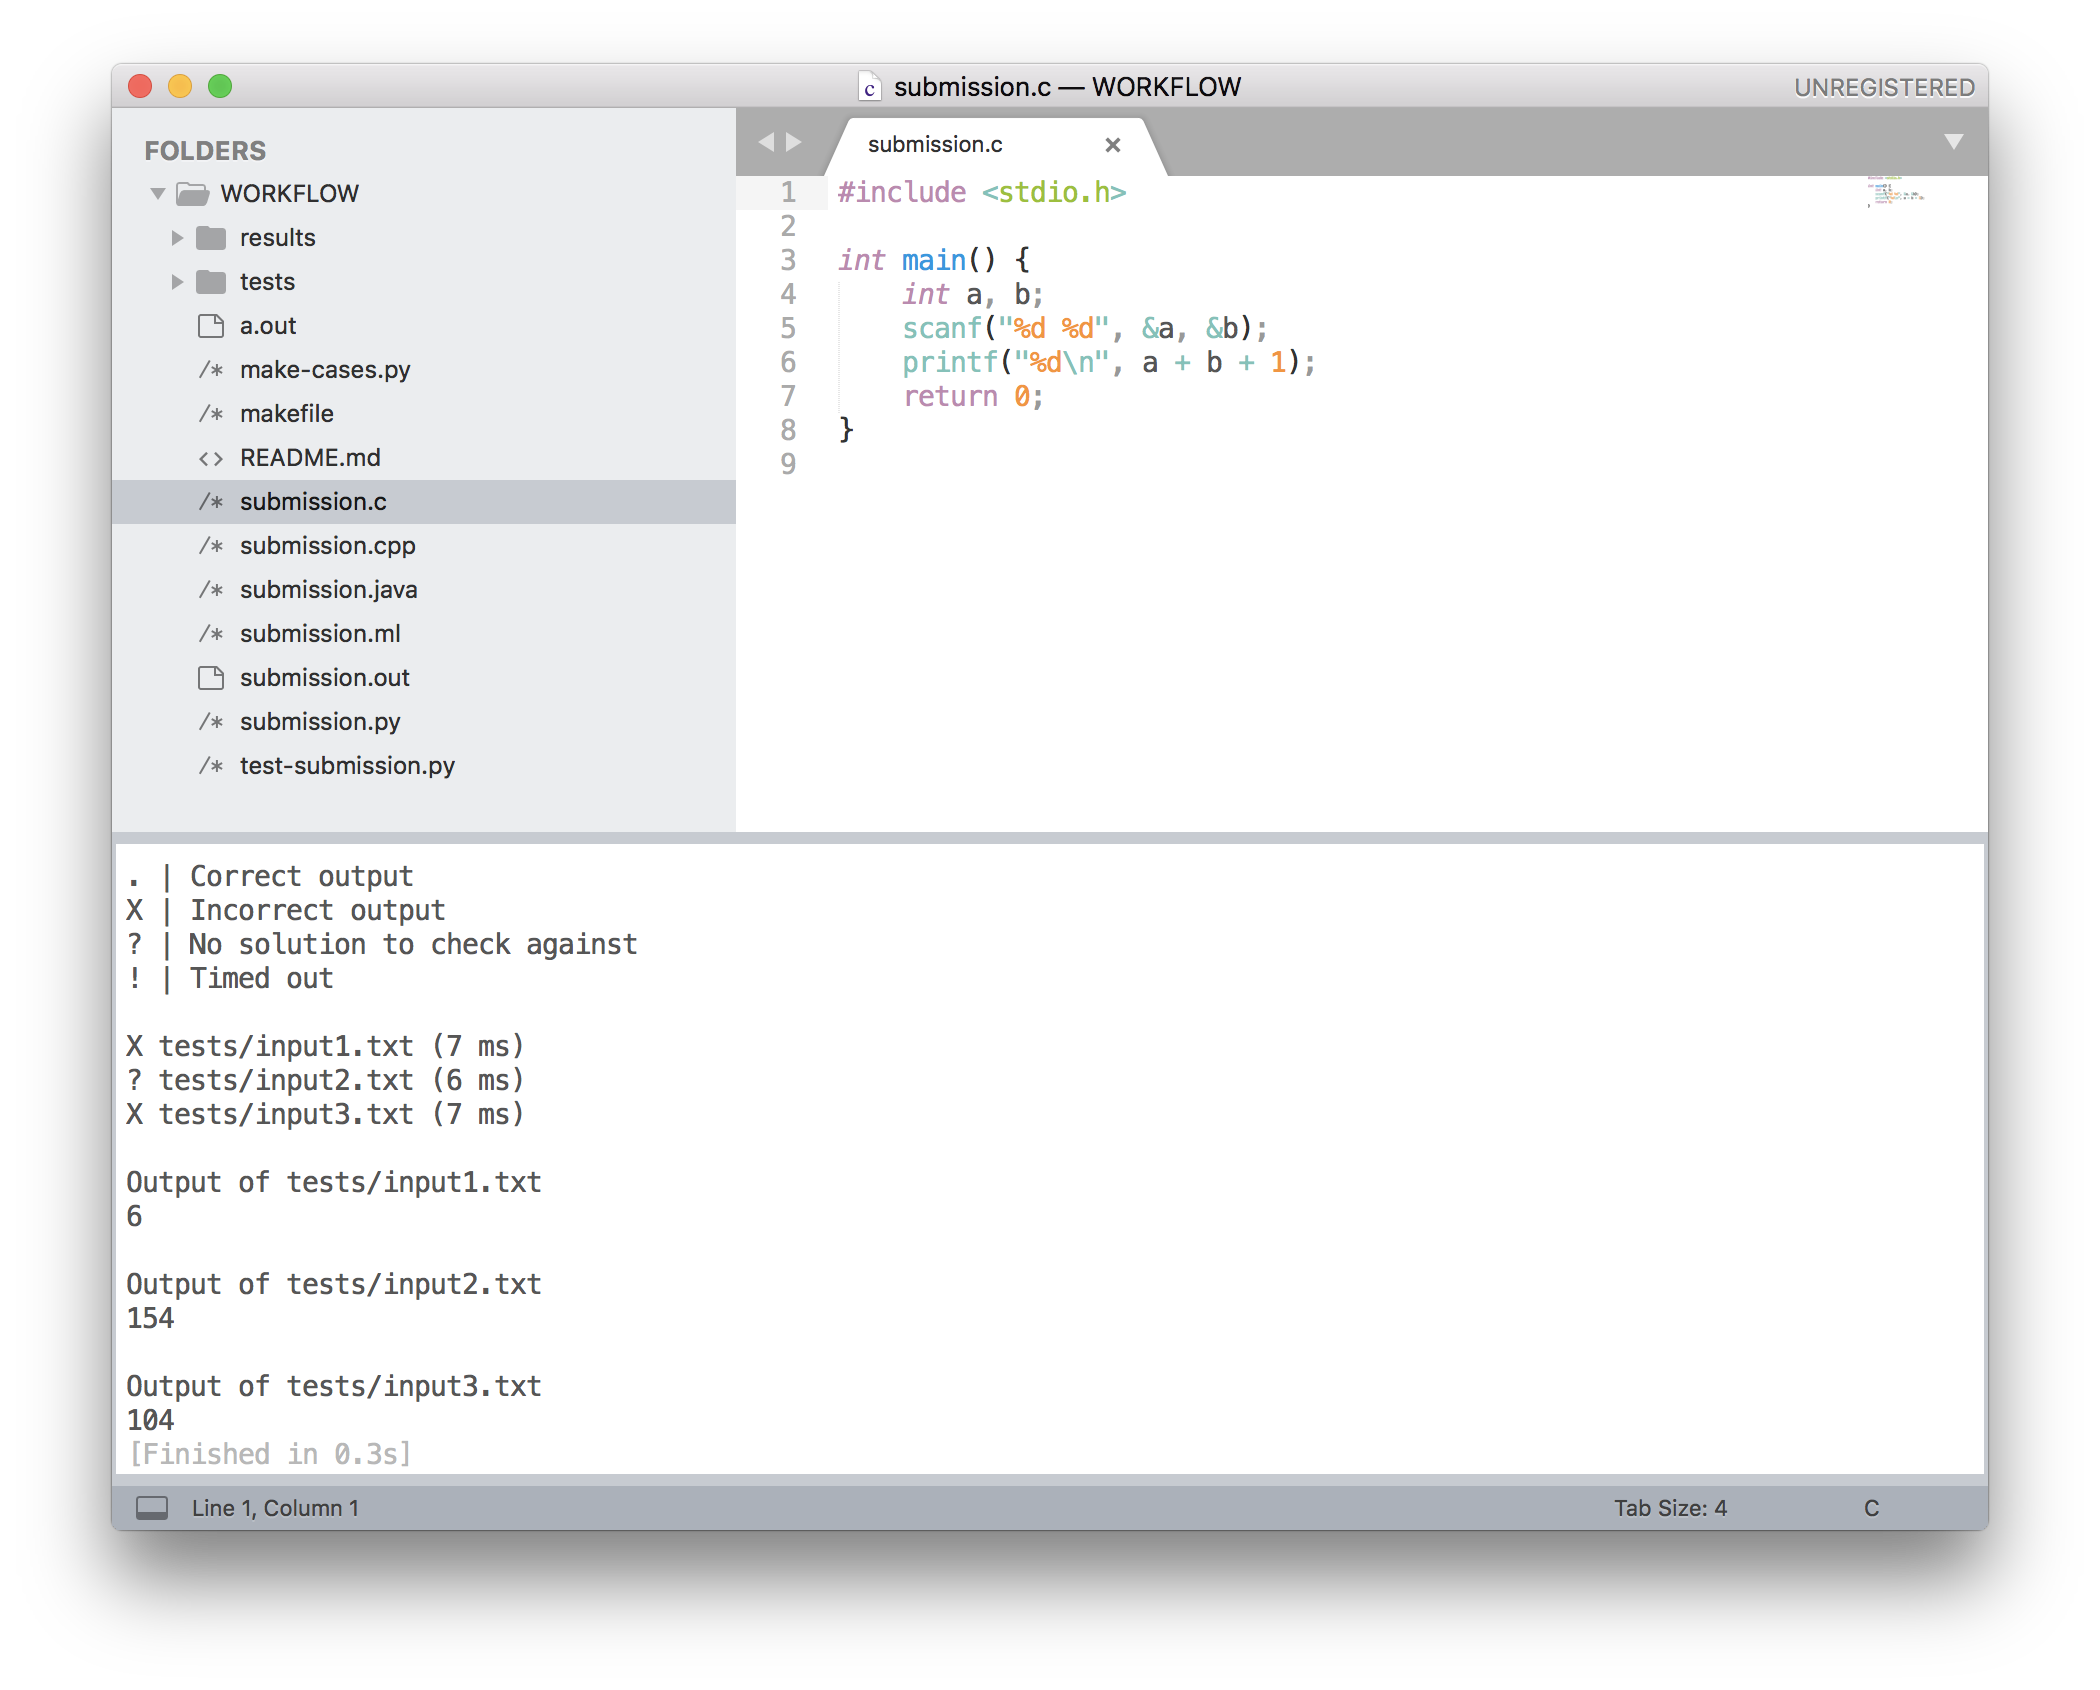 submission.c — WORKFLOW
UNREGISTERED
FOLDERS
WORKFLOW
results
tests
a.out
/* make-cases.py
/* makefile
<> README.md
/* submission.c
/* submission.cpp
/* submission.java
/* submission.ml
submission.out
/* submission.py
/* test-submission.py
submission.c
1 #include <stdio.h>
2
3 int main() {
4     int a, b;
5     scanf("%d %d", &a, &b);
6     printf("%d\n", a + b + 1);
7     return 0;
8 }
9
. | Correct output
X | Incorrect output
? | No solution to check against
! | Timed out
X tests/input1.txt (7 ms)
? tests/input2.txt (6 ms)
X tests/input3.txt (7 ms)
Output of tests/input1.txt
6
Output of tests/input2.txt
154
Output of tests/input3.txt
104
[Finished in 0.3s]
Line 1, Column 1
Tab Size: 4
C